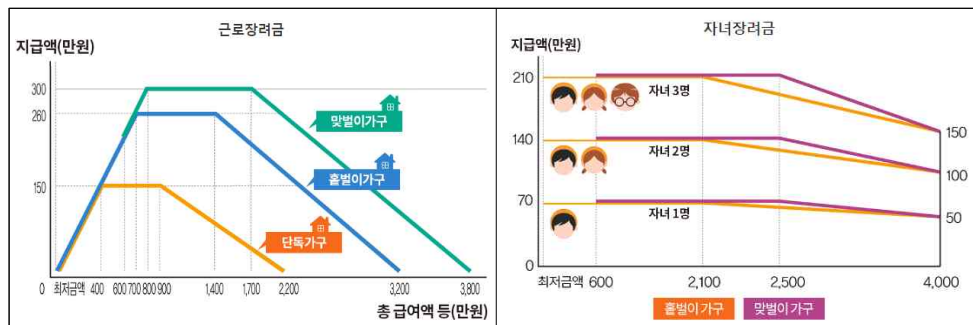 근로장려금
지급액(만원)
300
260
150
맞벌이가구
홑벌이가구
단독가구
0 최저금액 400 600 700 800 900 1,400 1,700 2,200 3,200 3,800
총 급여액 등(만원)
자녀장려금
지급액(만원)
210
자녀 3명
150
140
자녀 2명
100
70
자녀 1명
50
0
최저금액 600 2,100 2,500 4,000
홑벌이 가구 맞벌이 가구